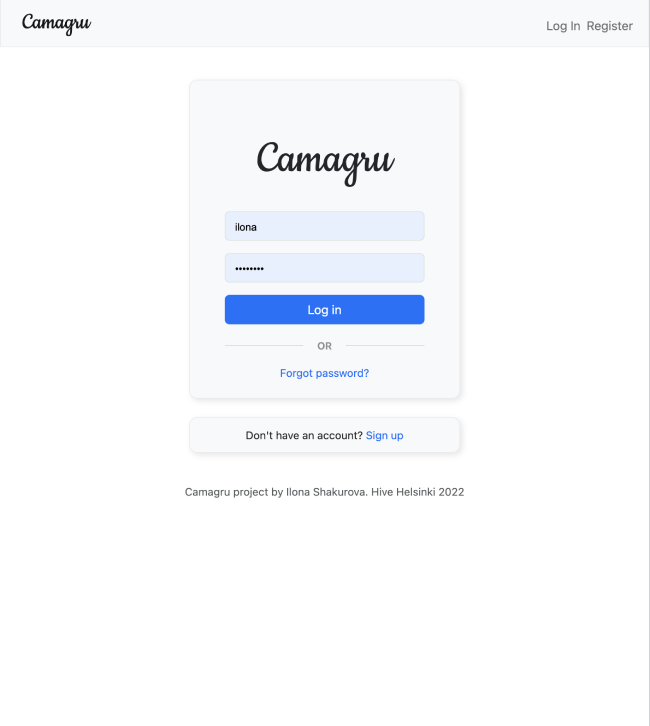 Camagru
Log In Register
Camagru
ilona
••••••••
Log in
OR
Forgot password?
Don't have an account? Sign up
Camagru project by Ilona Shakurova. Hive Helsinki 2022